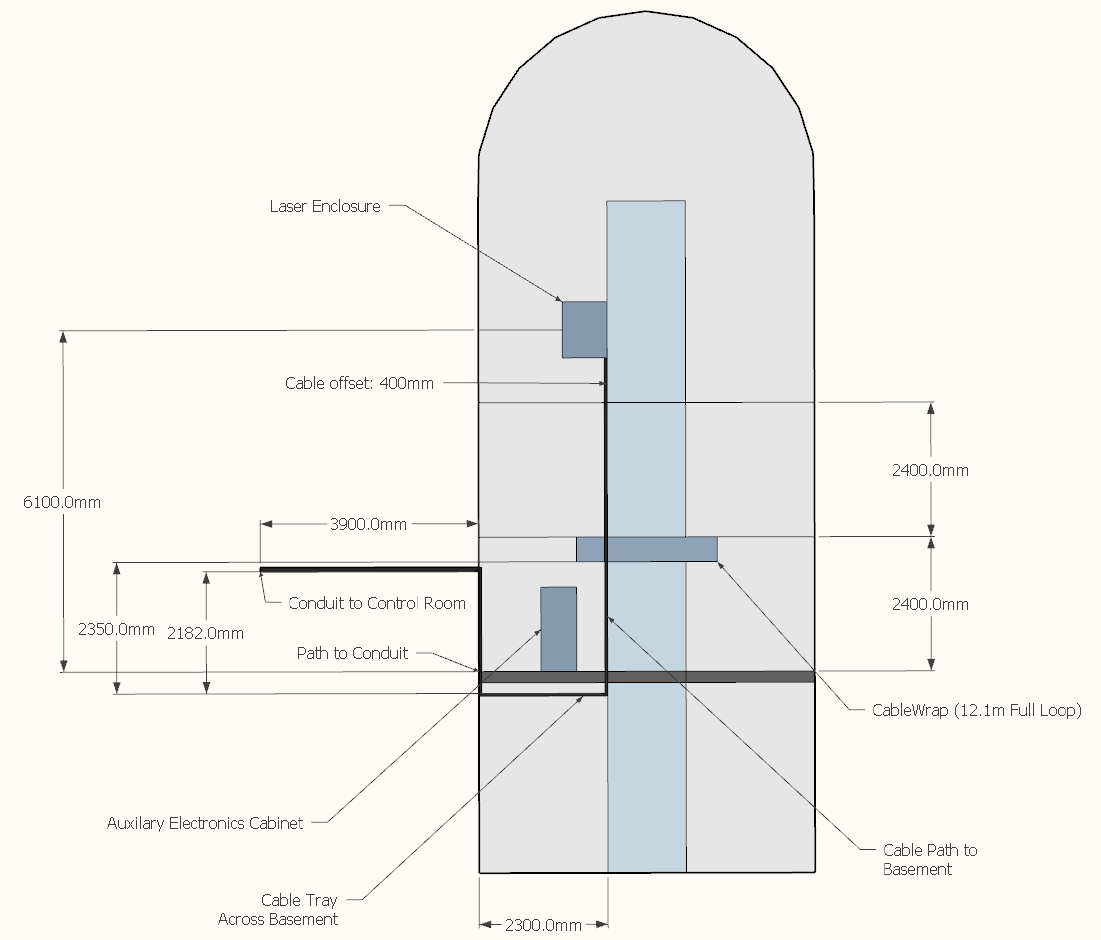 Laser Enclosure
Cable offset: 400mm
2400.0mm
6100.0mm
3900.0mm
Conduit to Control Room
2350.0mm
2182.0mm
2400.0mm
Path to Conduit
CableWrap (12.1m Full Loop)
Auxilary Electronics Cabinet
Cable Path to
Basement
Cable Tray
Across Basement
2300.0mm